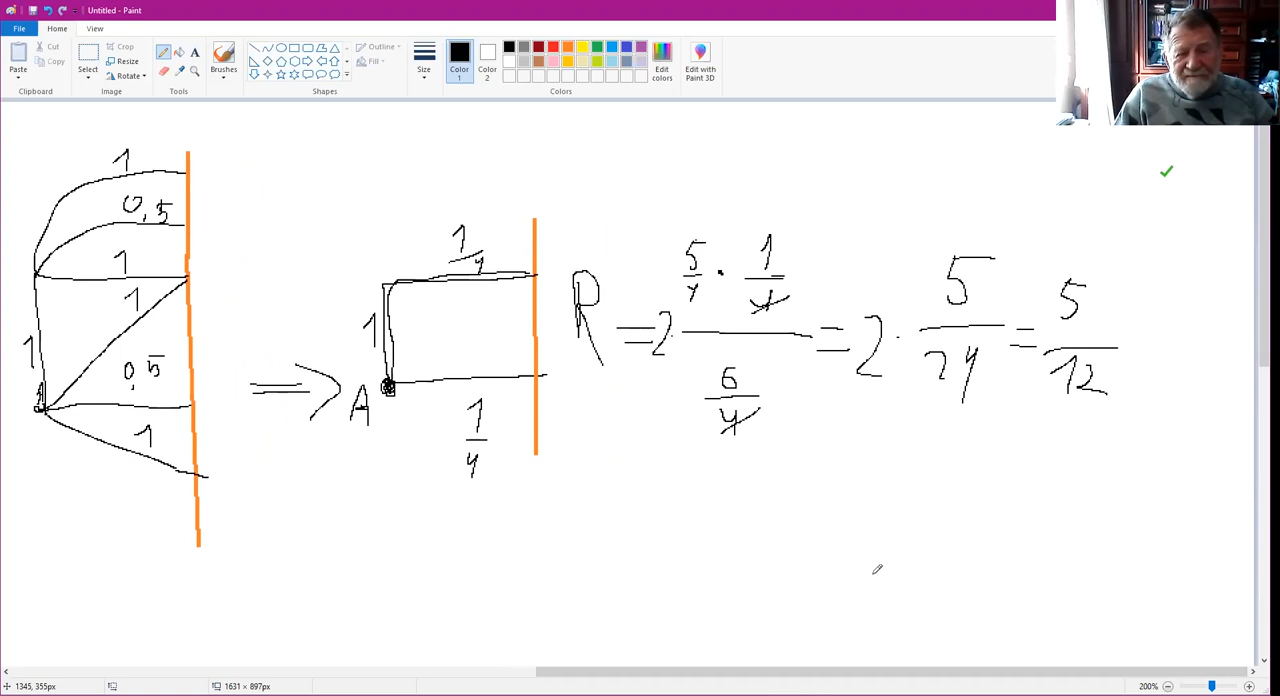 Untitled - Paint
File Home View
Paste
Cut
Copy
Clipboard
Select
Crop
Resize
Rotate
Image
A
Tools
Brushes
Shapes
Outline
Fill
Size
Color 1
Color 2
Colors
Edit colors
Edit with Paint 3D
1
0,5
1
1
1
0,5
A
1
=>
1/4
1
A
1/4
R = 2 · (5/4 · 1/4) / (6/4) = 2 · 5/24 = 5/12
1345, 355px
1631 × 897px
200%